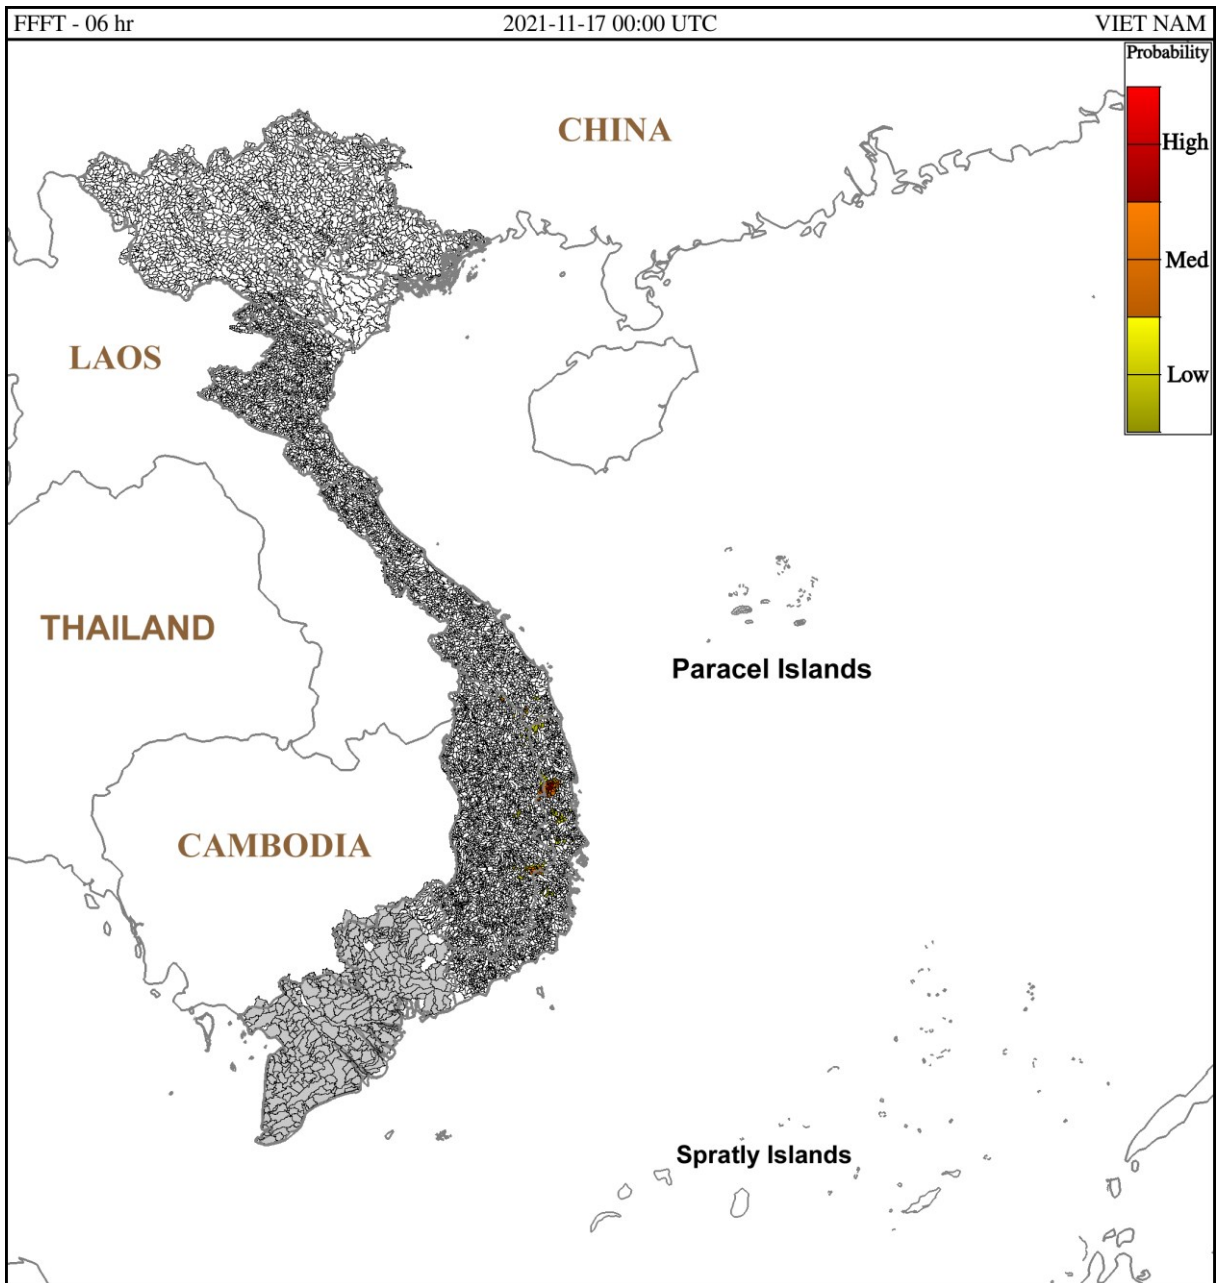 FFFT - 06 hr 2021-11-17 00:00 UTC VIET NAM
Probability
CHINA
High
Med
LAOS
Low
THAILAND
Paracel Islands
CAMBODIA
Spratly Islands